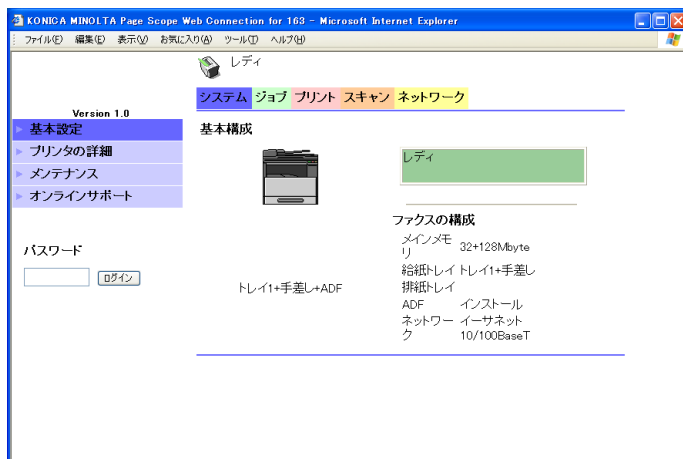 KONICA MINOLTA Page Scope Web Connection for 163 - Microsoft Internet Explorer
ファイル(F) 編集(E) 表示(V) お気に入り(A) ツール(T) ヘルプ(H)
レディ
システム ジョブ プリント スキャン ネットワーク
Version 1.0
基本設定
プリンタの詳細
メンテナンス
オンラインサポート
パスワード
ログイン
基本構成
レディ
トレイ1+手差し+ADF
ファクスの構成
メインメモ
リ 32+128Mbyte
給紙トレイ トレイ1+手差し
排紙トレイ
ADF インストール
ネットワー イーサネット
ク 10/100BaseT